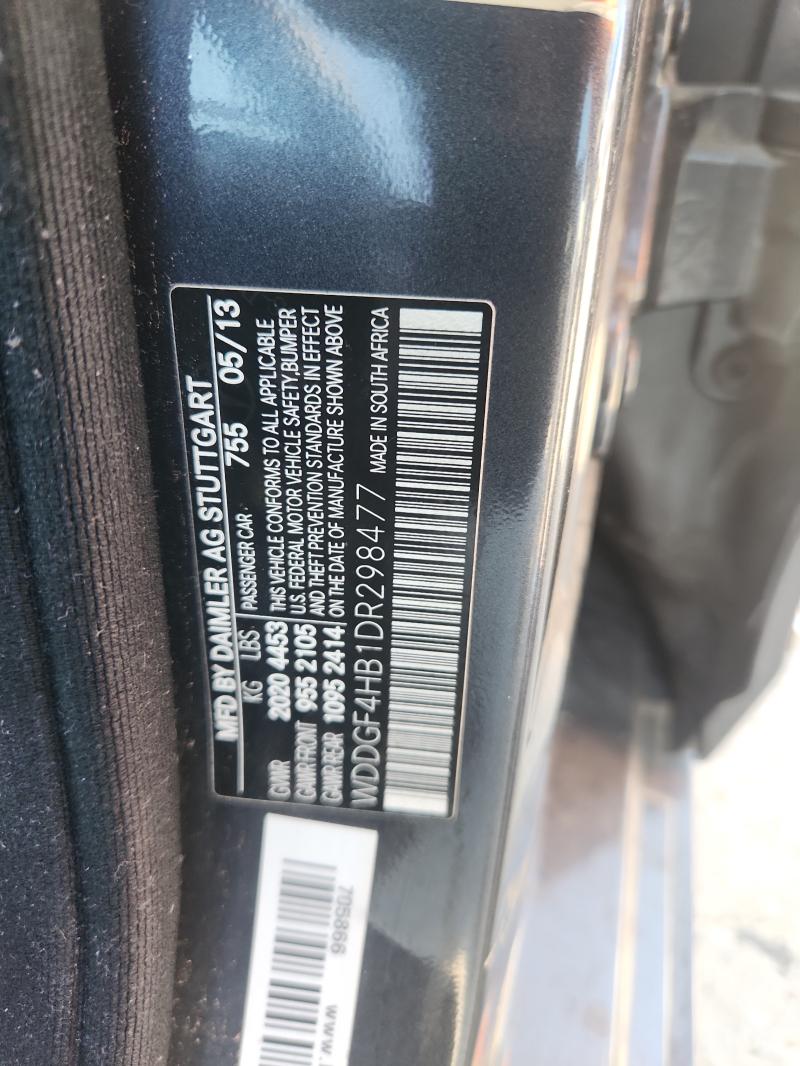 MFD BY DAIMLER AG STUTTGART
755 05/13
KG LBS PASSENGER CAR
GVWR 2020 4453 THIS VEHICLE CONFORMS TO ALL APPLICABLE
GAWR FRONT 955 2105 U.S. FEDERAL MOTOR VEHICLE SAFETY,BUMPER
GAWR REAR 1095 2414 AND THEFT PREVENTION STANDARDS IN EFFECT
ON THE DATE OF MANUFACTURE SHOWN ABOVE
WDDGF4HB1DR298477 MADE IN SOUTH AFRICA
705866 www.